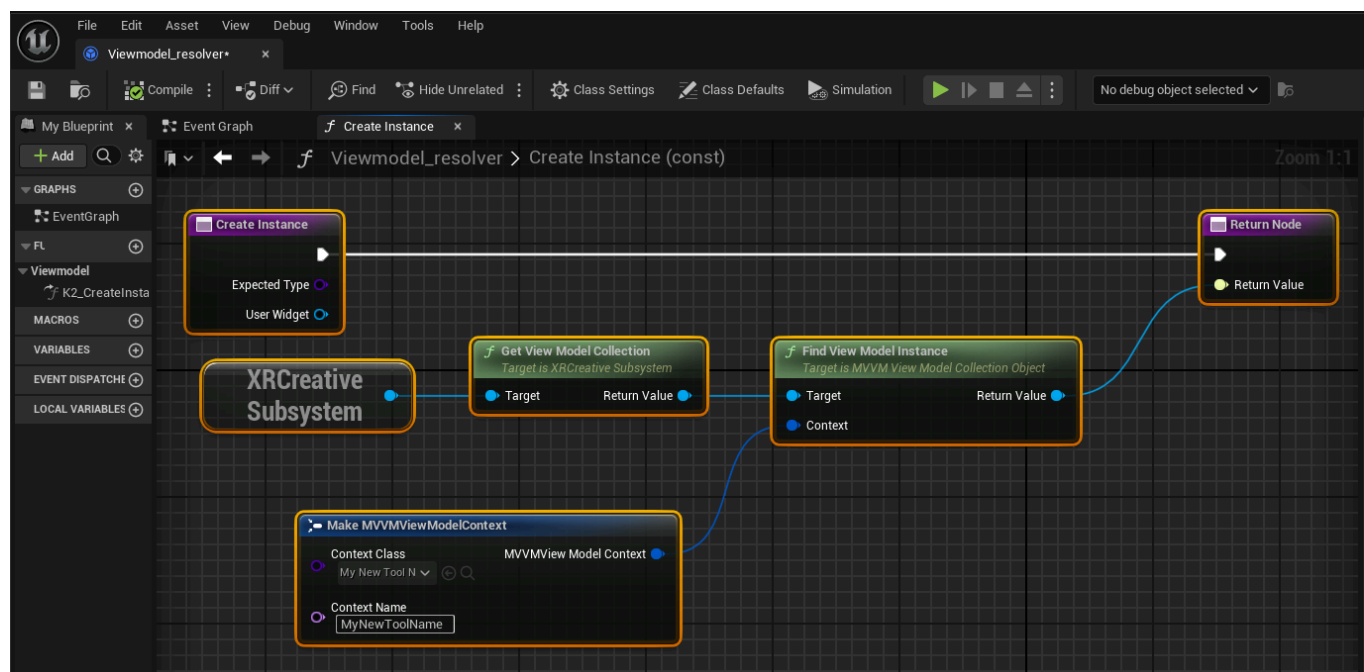 File Edit Asset View Debug Window Tools Help
Viewmodel_resolver*
Compile Diff Find Hide Unrelated Class Settings Class Defaults Simulation No debug object selected
My Blueprint Event Graph f Create Instance
+ Add f Viewmodel_resolver > Create Instance (const) Zoom 1:1
GRAPHS
EventGraph
FU
Viewmodel
f K2_CreateInsta
MACROS
VARIABLES
EVENT DISPATCHE
LOCAL VARIABLES
Create Instance
Expected Type
User Widget
Return Node
Return Value
XRCreative
Subsystem
f Get View Model Collection
Target is XRCreative Subsystem
Target Return Value
f Find View Model Instance
Target is MVVM View Model Collection Object
Target Return Value
Context
Make MVVMViewModelContext
Context Class MVVMView Model Context
My New Tool N
Context Name
MyNewToolName